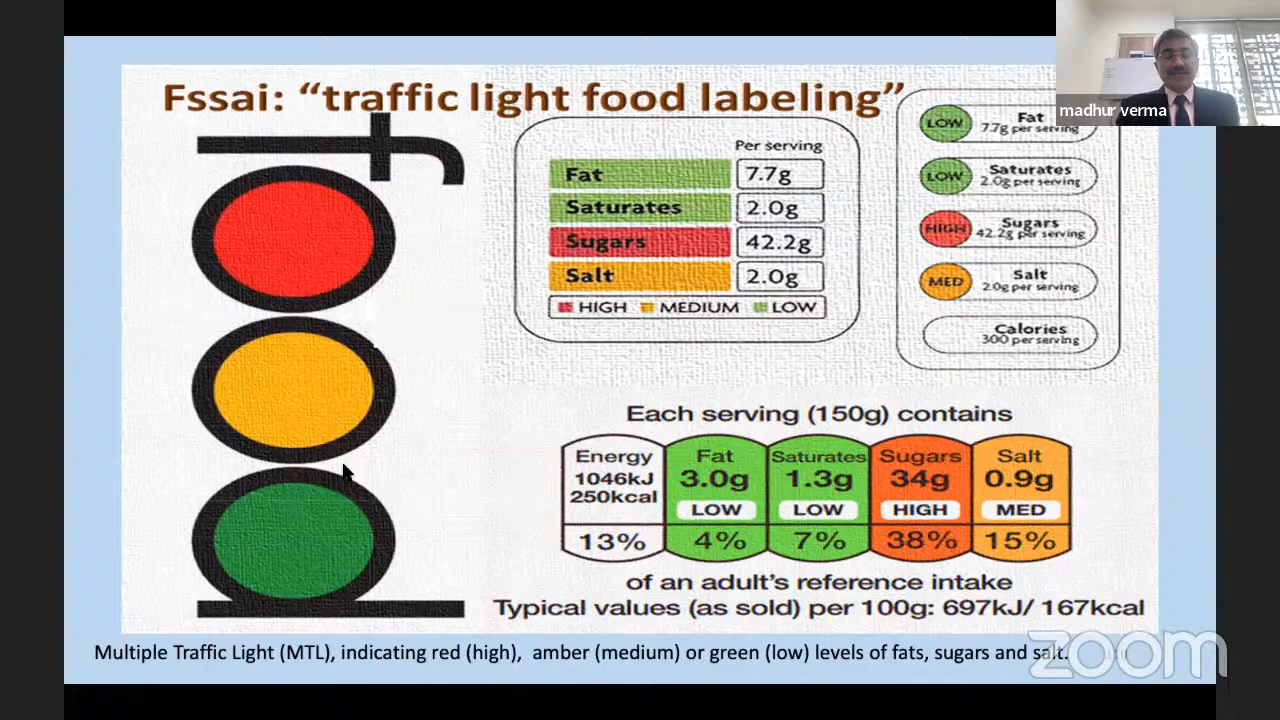 madhur verma
Fssai: “traffic light food labeling”
Per serving
Fat 7.7g
Saturates 2.0g
Sugars 42.2g
Salt 2.0g
HIGH MEDIUM LOW
LOW Fat
7.7g per serving
LOW Saturates
2.0g per serving
HIGH Sugars
42.2g per serving
MED Salt
2.0g per serving
Calories
300 per serving
Each serving (150g) contains
Energy Fat Saturates Sugars Salt
1046kJ 250kcal 3.0g 1.3g 34g 0.9g
LOW LOW HIGH MED
13% 4% 7% 38% 15%
of an adult’s reference intake
Typical values (as sold) per 100g: 697kJ/ 167kcal
Multiple Traffic Light (MTL), indicating red (high), amber (medium) or green (low) levels of fats, sugars and salt.
zoom